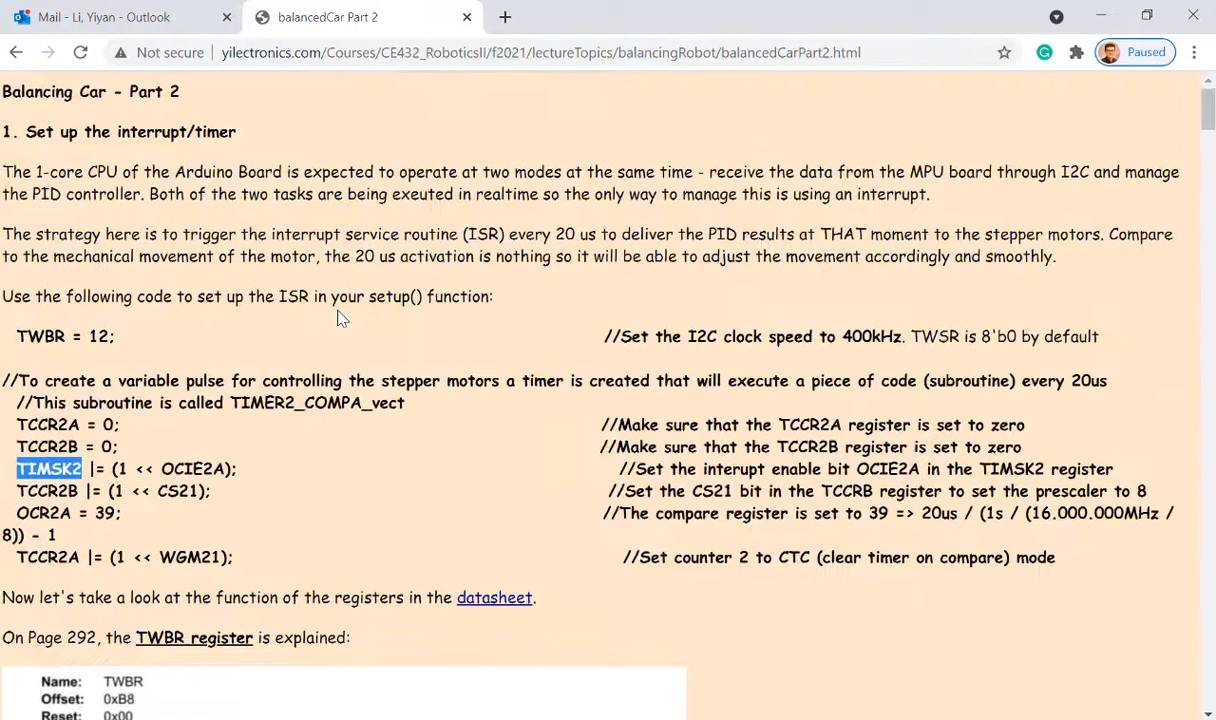 Mail - Li, Yiyan - Outlook
balancedCar Part 2
Not secure
yilectronics.com/Courses/CE432_RoboticsII/f2021/lectureTopics/balancingRobot/balancedCarPart2.html
Paused
Balancing Car - Part 2
1. Set up the interrupt/timer
The 1-core CPU of the Arduino Board is expected to operate at two modes at the same time - receive the data from the MPU board through I2C and manage
the PID controller. Both of the two tasks are being exeuted in realtime so the only way to manage this is using an interrupt.
The strategy here is to trigger the interrupt service routine (ISR) every 20 us to deliver the PID results at THAT moment to the stepper motors. Compare
to the mechanical movement of the motor, the 20 us activation is nothing so it will be able to adjust the movement accordingly and smoothly.
Use the following code to set up the ISR in your setup() function:
TWBR = 12; //Set the I2C clock speed to 400kHz. TWSR is 8'b0 by default
//To create a variable pulse for controlling the stepper motors a timer is created that will execute a piece of code (subroutine) every 20us
//This subroutine is called TIMER2_COMPA_vect
TCCR2A = 0; //Make sure that the TCCR2A register is set to zero
TCCR2B = 0; //Make sure that the TCCR2B register is set to zero
TIMSK2 |= (1 << OCIE2A); //Set the interupt enable bit OCIE2A in the TIMSK2 register
TCCR2B |= (1 << CS21); //Set the CS21 bit in the TCCRB register to set the prescaler to 8
OCR2A = 39; //The compare register is set to 39 => 20us / (1s / (16.000.000MHz /
8)) - 1
TCCR2A |= (1 << WGM21); //Set counter 2 to CTC (clear timer on compare) mode
Now let's take a look at the function of the registers in the datasheet.
On Page 292, the TWBR register is explained:
Name: TWBR
Offset: 0xB8
Reset: 0x00